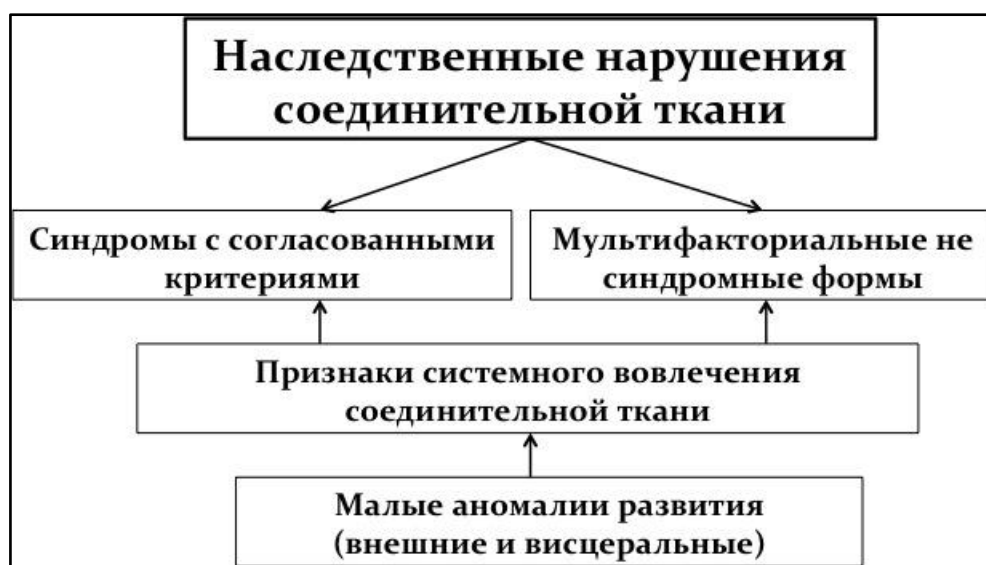 Наследственные нарушения
соединительной ткани
Синдромы с согласованными
критериями
Мультифакториальные не
синдромные формы
Признаки системного вовлечения
соединительной ткани
Малые аномалии развития
(внешние и висцеральные)